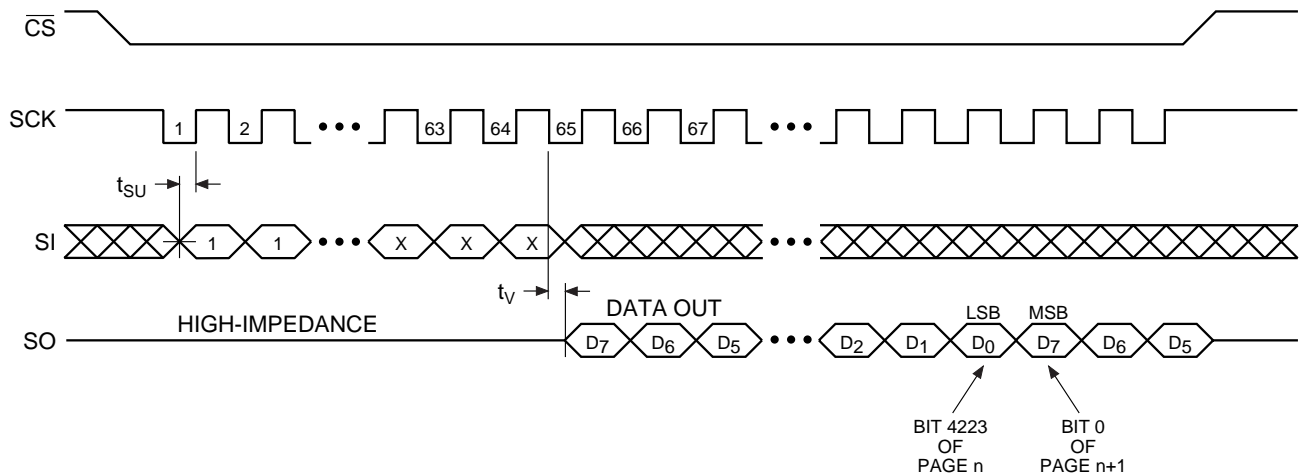 CS
SCK 1 2 ••• 63 64 65 66 67 •••
tSU
SI 1 1 ••• X X X •••
tV
HIGH-IMPEDANCE
DATA OUT
LSB MSB
SO D7 D6 D5 ••• D2 D1 D0 D7 D6 D5
BIT 4223
OF
PAGE n
BIT 0
OF
PAGE n+1